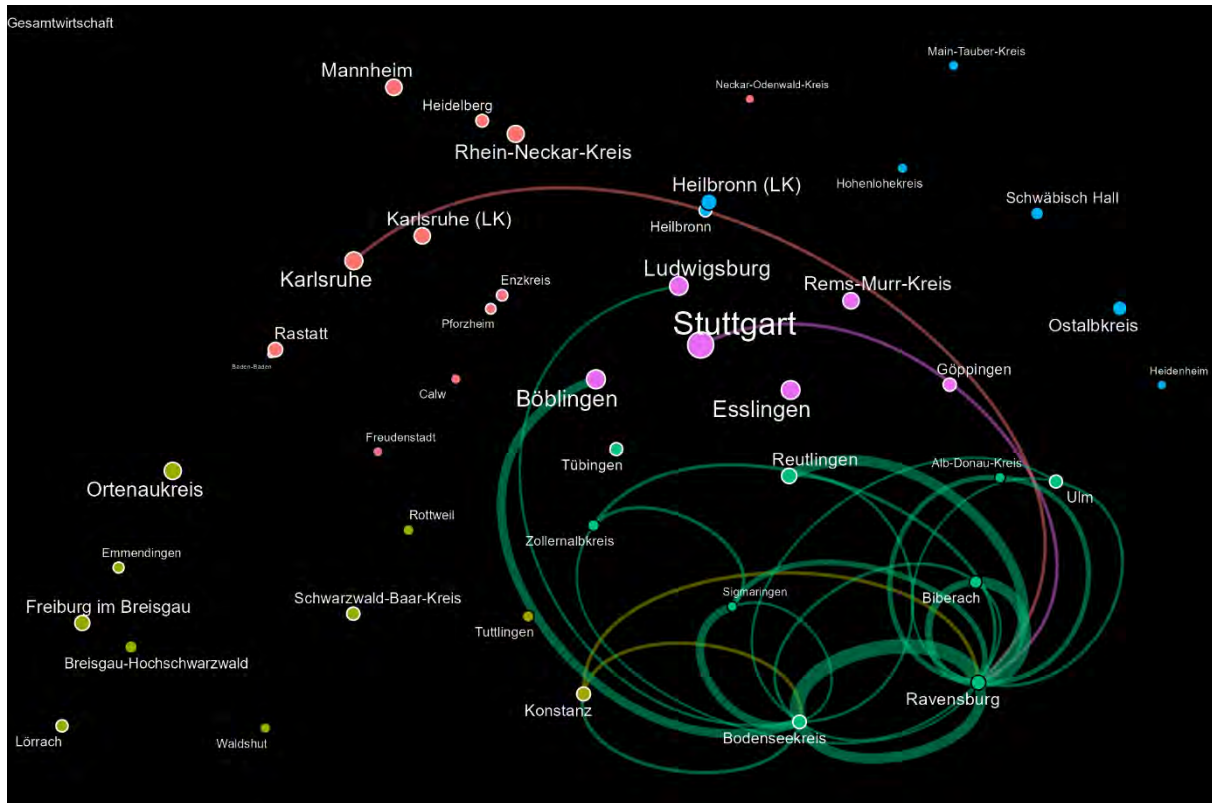 Gesamtwirtschaft
Main-Tauber-Kreis
Mannheim
Neckar-Odenwald-Kreis
Heidelberg
Rhein-Neckar-Kreis
Heilbronn (LK)
Hohenlohekreis
Schwäbisch Hall
Karlsruhe (LK)
Heilbronn
Ludwigsburg
Karlsruhe
Enzkreis
Rems-Murr-Kreis
Pforzheim
Stuttgart
Ostalbkreis
Rastatt
Baden-Baden
Göppingen
Heidenheim
Calw
Böblingen
Esslingen
Freudenstadt
Tübingen
Reutlingen
Alb-Donau-Kreis
Ulm
Ortenaukreis
Rottweil
Zollernalbkreis
Emmendingen
Sigmaringen
Biberach
Schwarzwald-Baar-Kreis
Freiburg im Breisgau
Tuttlingen
Breisgau-Hochschwarzwald
Ravensburg
Konstanz
Bodenseekreis
Lörrach
Waldshut